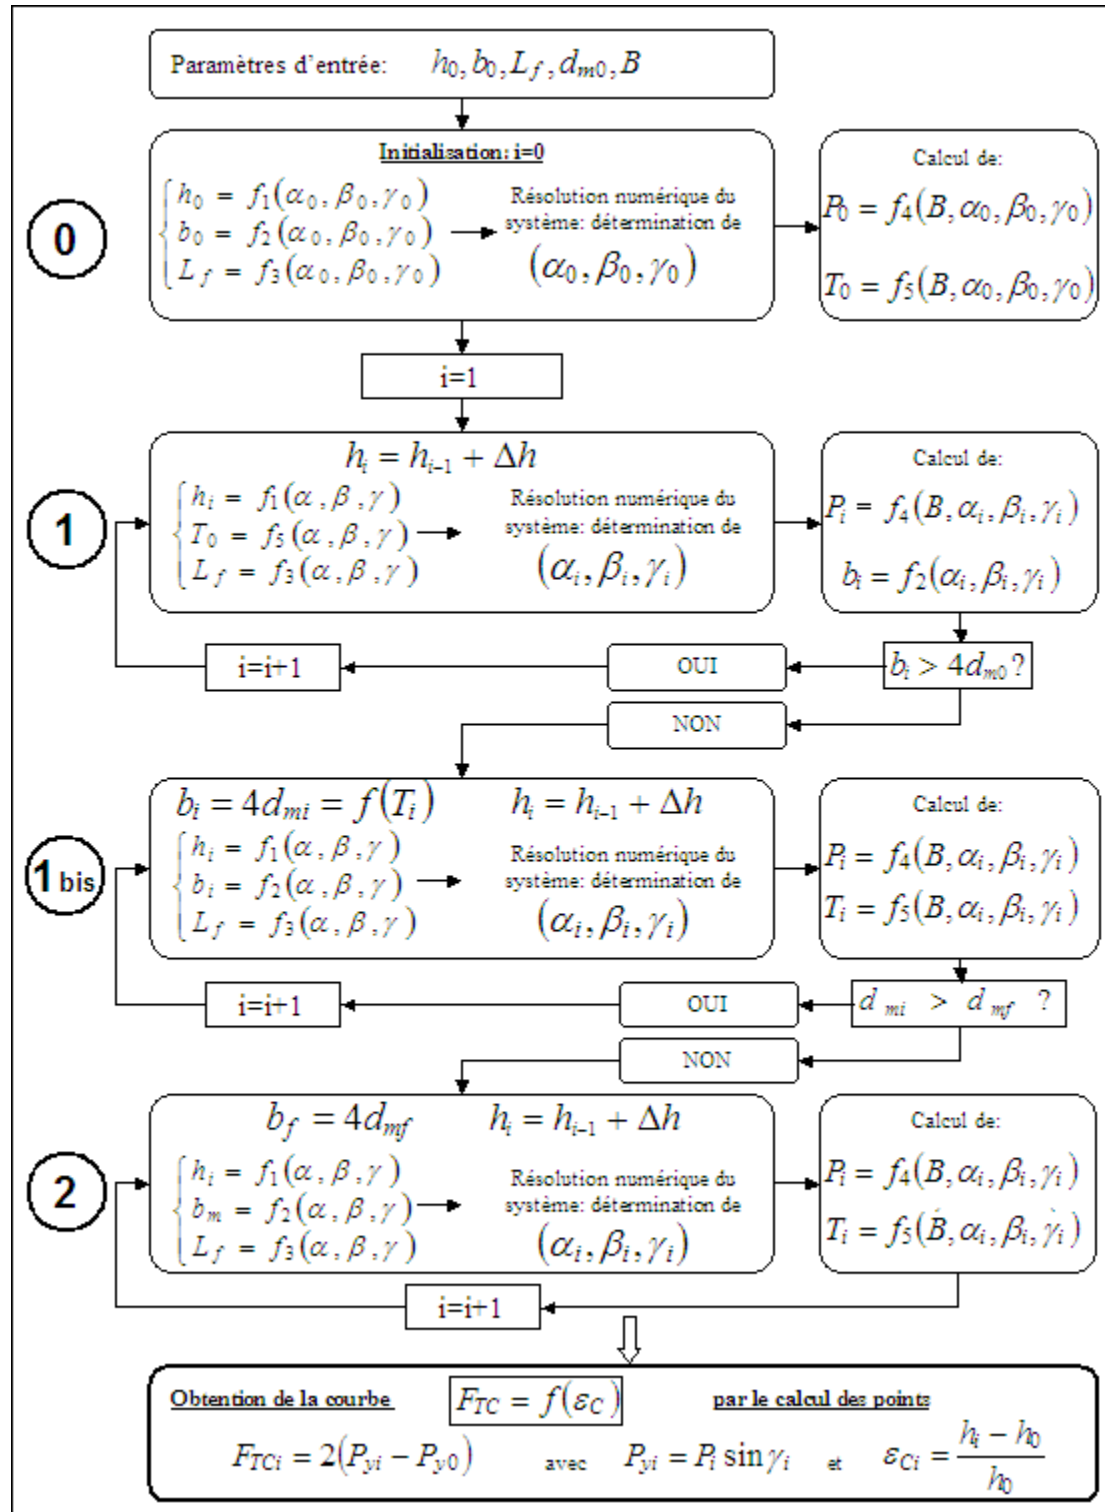 Paramètres d'entrée: h₀, b₀, L_f, d_m0, B
0
Initialisation: i=0
h₀ = f₁(α₀, β₀, γ₀)
b₀ = f₂(α₀, β₀, γ₀)
L_f = f₃(α₀, β₀, γ₀)
Résolution numérique du
système: détermination de
(α₀, β₀, γ₀)
Calcul de:
P₀ = f₄(B, α₀, β₀, γ₀)
T₀ = f₅(B, α₀, β₀, γ₀)
i=1
1
h_i = h_{i-1} + Δh
h_i = f₁(α, β, γ)
T₀ = f₅(α, β, γ)
L_f = f₃(α, β, γ)
Résolution numérique du
système: détermination de
(α_i, β_i, γ_i)
Calcul de:
P_i = f₄(B, α_i, β_i, γ_i)
b_i = f₂(α_i, β_i, γ_i)
i=i+1
OUI
b_i > 4d_m0 ?
NON
1 bis
b_i = 4d_mi = f(T_i) h_i = h_{i-1} + Δh
h_i = f₁(α, β, γ)
b_i = f₂(α, β, γ)
L_f = f₃(α, β, γ)
Résolution numérique du
système: détermination de
(α_i, β_i, γ_i)
Calcul de:
P_i = f₄(B, α_i, β_i, γ_i)
T_i = f₅(B, α_i, β_i, γ_i)
i=i+1
OUI
d_mi > d_mf ?
NON
2
b_f = 4d_mf h_i = h_{i-1} + Δh
h_i = f₁(α, β, γ)
b_m = f₂(α, β, γ)
L_f = f₃(α, β, γ)
Résolution numérique du
système: détermination de
(α_i, β_i, γ_i)
Calcul de:
P_i = f₄(B, α_i, β_i, γ_i)
T_i = f₅(B, α_i, β_i, γ_i)
i=i+1
Obtention de la courbe F_TC = f(ε_C) par le calcul des points
F_TCi = 2(P_yi − P_y0) avec P_yi = P_i sin γ_i et ε_Ci = (h_i − h₀)/h₀